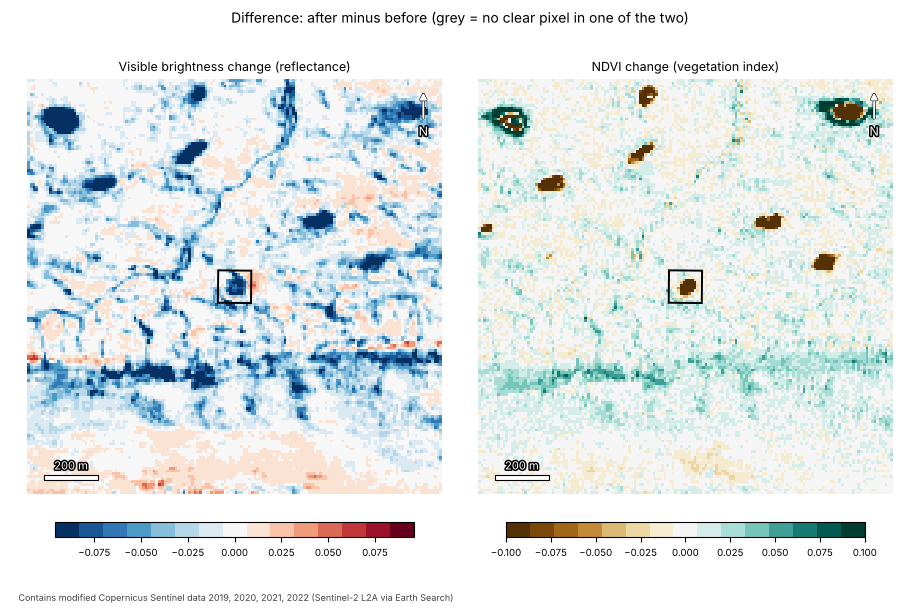 Difference: after minus before (grey = no clear pixel in one of the two)
Visible brightness change (reflectance)
NDVI change (vegetation index)
N
N
200 m
200 m
−0.075 −0.050 −0.025 0.000 0.025 0.050 0.075
−0.100 −0.075 −0.050 −0.025 0.000 0.025 0.050 0.075 0.100
Contains modified Copernicus Sentinel data 2019, 2020, 2021, 2022 (Sentinel-2 L2A via Earth Search)